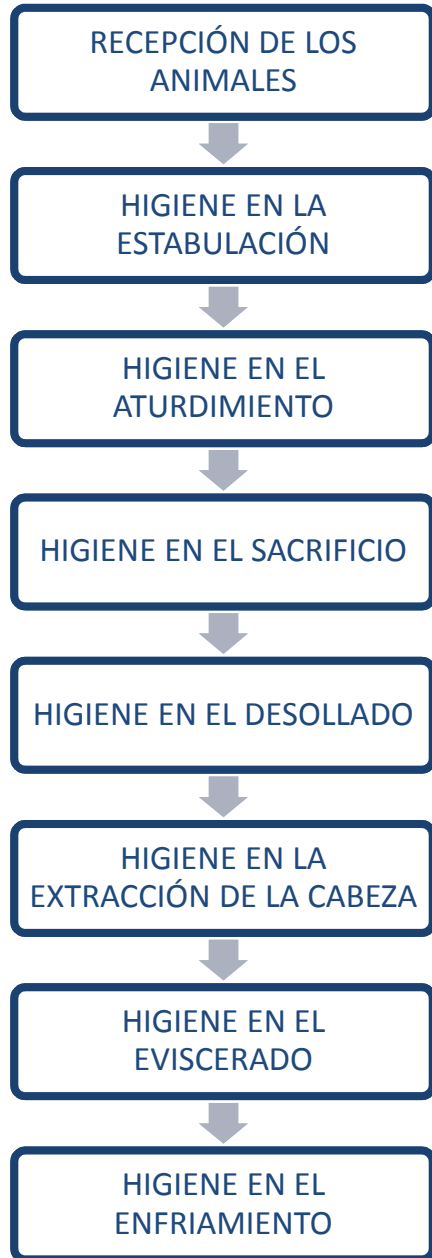 RECEPCIÓN DE LOS
ANIMALES
HIGIENE EN LA
ESTABULACIÓN
HIGIENE EN EL
ATURDIMIENTO
HIGIENE EN EL SACRIFICIO
HIGIENE EN EL DESOLLADO
HIGIENE EN LA
EXTRACCIÓN DE LA CABEZA
HIGIENE EN EL
EVISCERADO
HIGIENE EN EL
ENFRIAMIENTO